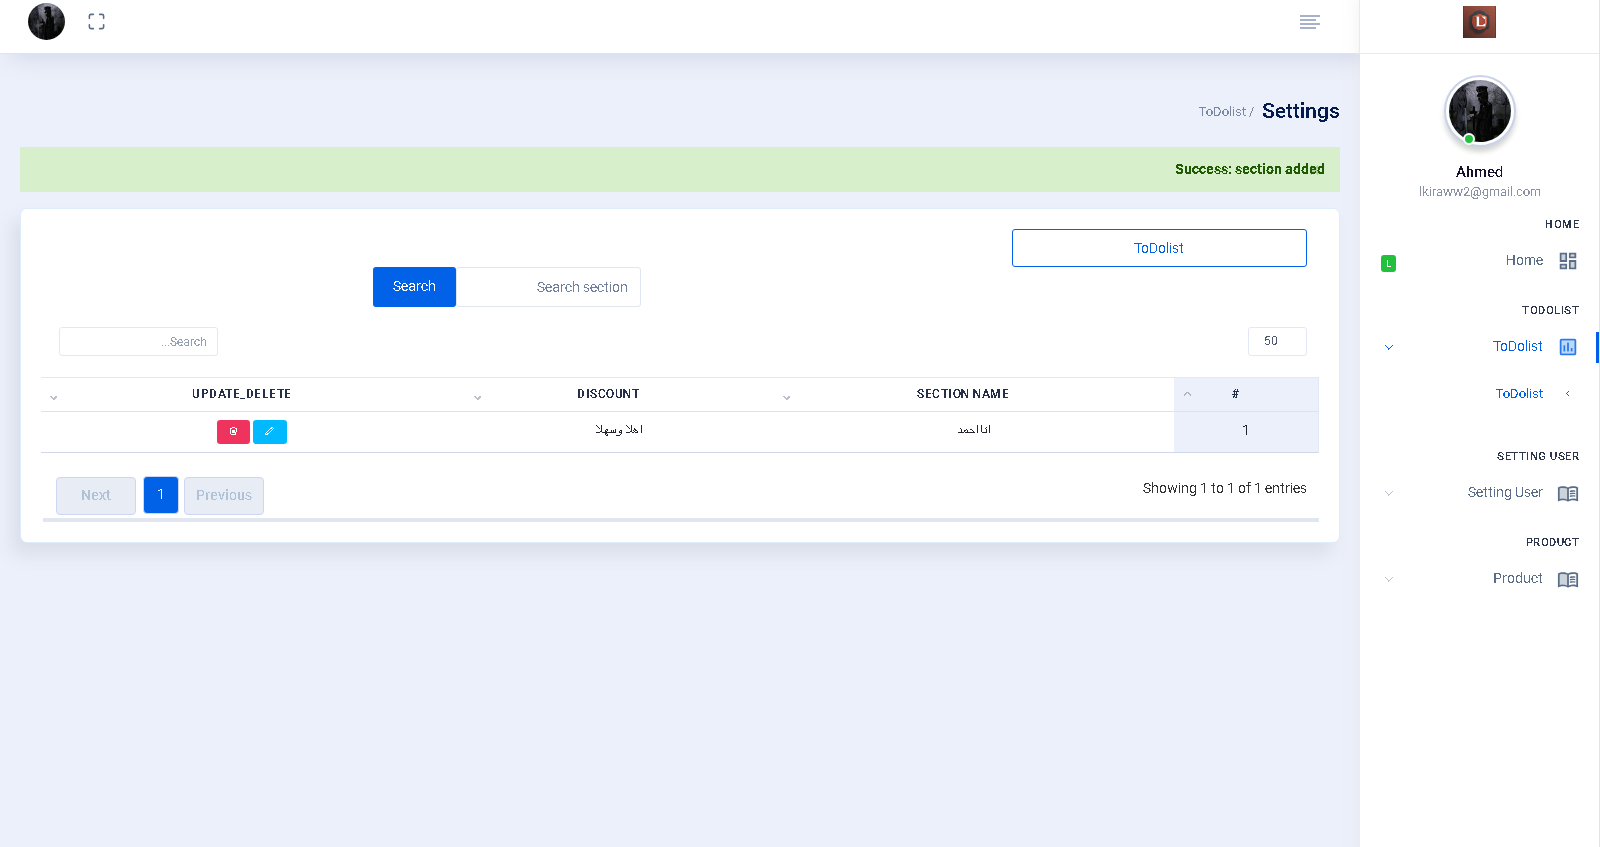 ToDolist / Settings
Success: section added
ToDolist
Search Search section
Search...
50
UPDATE_DELETE DISCOUNT SECTION NAME #
اهلا وسهلا انا احمد 1
Next 1 Previous
Showing 1 to 1 of 1 entries
L
Ahmed
lkiraww2@gmail.com
HOME
L Home
TODOLIST
ToDolist
ToDolist
SETTING USER
Setting User
PRODUCT
Product